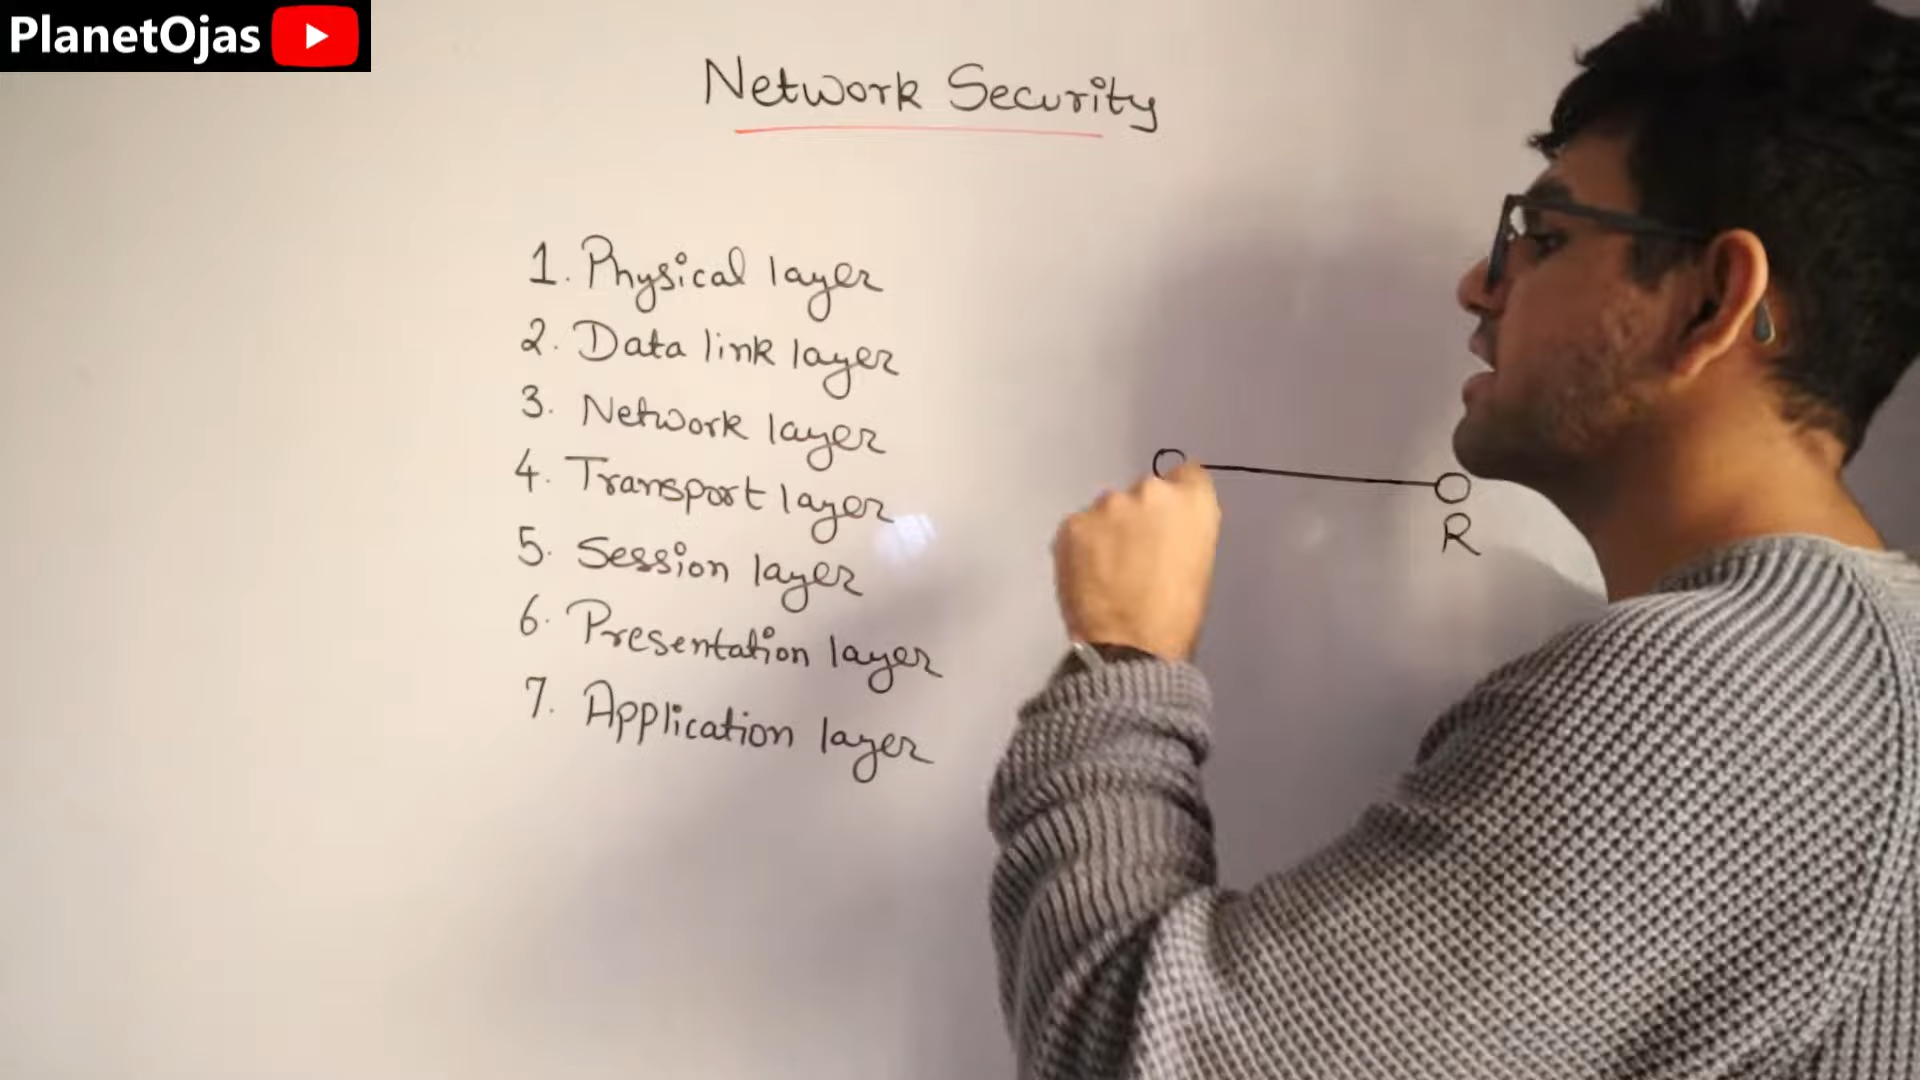 PlanetOjas
Network Security
1. Physical layer
2. Data link layer
3. Network layer
4. Transport layer
5. Session layer
6. Presentation layer
7. Application layer
R